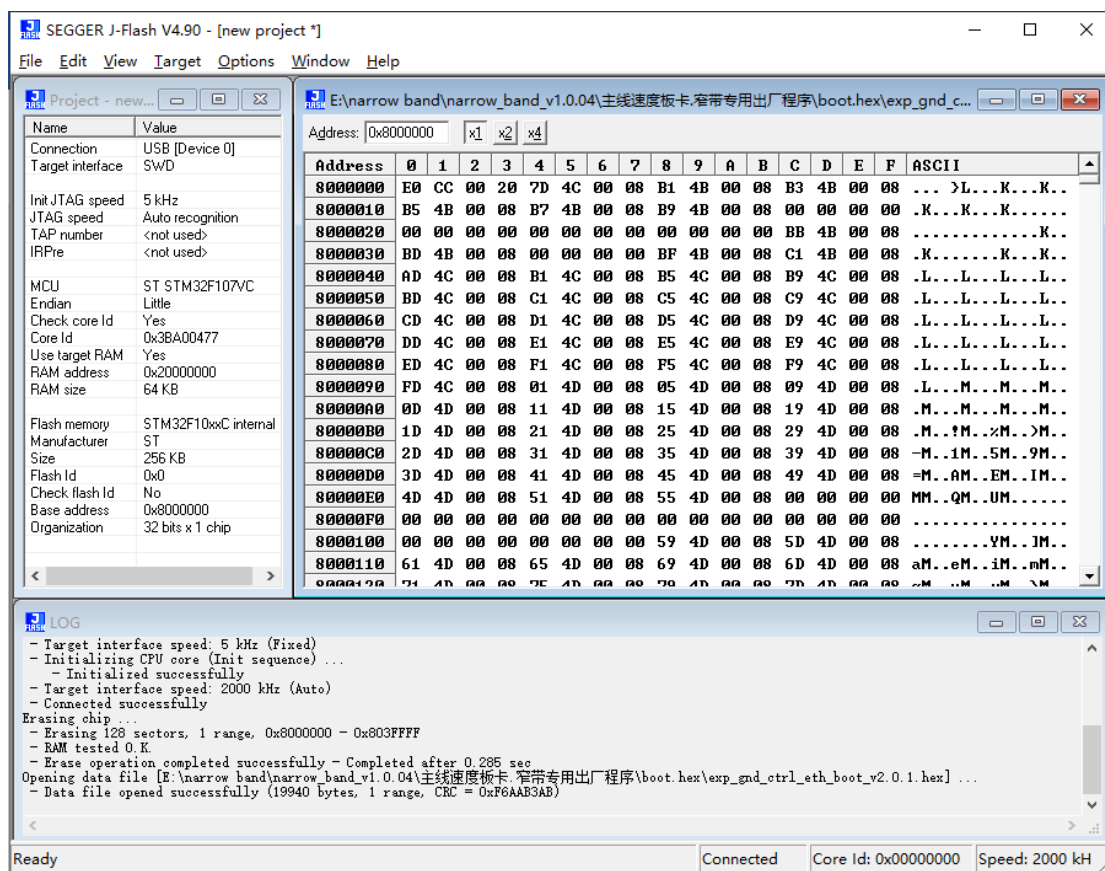 SEGGER J-Flash V4.90 - [new project *]
File Edit View Target Options Window Help
Project - new...
Name Value
Connection USB [Device 0]
Target interface SWD
Init JTAG speed 5 kHz
JTAG speed Auto recognition
TAP number <not used>
IRPre <not used>
MCU ST STM32F107VC
Endian Little
Check core Id Yes
Core Id 0x3BA00477
Use target RAM Yes
RAM address 0x20000000
RAM size 64 KB
Flash memory STM32F10xxC internal
Manufacturer ST
Size 256 KB
Flash Id 0x0
Check flash Id No
Base address 0x8000000
Organization 32 bits x 1 chip
E:\narrow band\narrow_band_v1.0.04\主线速度板卡.窄带专用出厂程序\boot.hex\exp_gnd_c...
Address: 0x8000000 x1 x2 x4
Address 0 1 2 3 4 5 6 7 8 9 A B C D E F ASCII
8000000 E0 CC 00 20 7D 4C 00 08 B1 4B 00 08 B3 4B 00 08 ... }L...K...K..
8000010 B5 4B 00 08 B7 4B 00 08 B9 4B 00 08 00 00 00 00 .K...K...K......
8000020 00 00 00 00 00 00 00 00 00 00 00 00 BB 4B 00 08 .............K..
8000030 BD 4B 00 08 00 00 00 00 BF 4B 00 08 C1 4B 00 08 .K.......K...K..
8000040 AD 4C 00 08 B1 4C 00 08 B5 4C 00 08 B9 4C 00 08 .L...L...L...L..
8000050 BD 4C 00 08 C1 4C 00 08 C5 4C 00 08 C9 4C 00 08 .L...L...L...L..
8000060 CD 4C 00 08 D1 4C 00 08 D5 4C 00 08 D9 4C 00 08 .L...L...L...L..
8000070 DD 4C 00 08 E1 4C 00 08 E5 4C 00 08 E9 4C 00 08 .L...L...L...L..
8000080 ED 4C 00 08 F1 4C 00 08 F5 4C 00 08 F9 4C 00 08 .L...L...L...L..
8000090 FD 4C 00 08 01 4D 00 08 05 4D 00 08 09 4D 00 08 .L...M...M...M..
80000A0 0D 4D 00 08 11 4D 00 08 15 4D 00 08 19 4D 00 08 .M...M...M...M..
80000B0 1D 4D 00 08 21 4D 00 08 25 4D 00 08 29 4D 00 08 .M..!M..%M..)M..
80000C0 2D 4D 00 08 31 4D 00 08 35 4D 00 08 39 4D 00 08 -M..1M..5M..9M..
80000D0 3D 4D 00 08 41 4D 00 08 45 4D 00 08 49 4D 00 08 =M..AM..EM..IM..
80000E0 4D 4D 00 08 51 4D 00 08 55 4D 00 08 00 00 00 00 MM..QM..UM......
80000F0 00 00 00 00 00 00 00 00 00 00 00 00 00 00 00 00 ................
8000100 00 00 00 00 00 00 00 00 59 4D 00 08 5D 4D 00 08 ........YM..]M..
8000110 61 4D 00 08 65 4D 00 08 69 4D 00 08 6D 4D 00 08 aM..eM..iM..mM..
LOG
- Target interface speed: 5 kHz (Fixed)
- Initializing CPU core (Init sequence) ...
- Initialized successfully
- Target interface speed: 2000 kHz (Auto)
- Connected successfully
Erasing chip ...
- Erasing 128 sectors, 1 range, 0x8000000 - 0x803FFFF
- RAM tested O.K.
- Erase operation completed successfully - Completed after 0.285 sec
Opening data file [E:\narrow band\narrow_band_v1.0.04\主线速度板卡.窄带专用出厂程序\boot.hex\exp_gnd_ctrl_eth_boot_v2.0.1.hex] ...
- Data file opened successfully (19940 bytes, 1 range, CRC = 0xF6AAB3AB)
Ready Connected Core Id: 0x00000000 Speed: 2000 kH